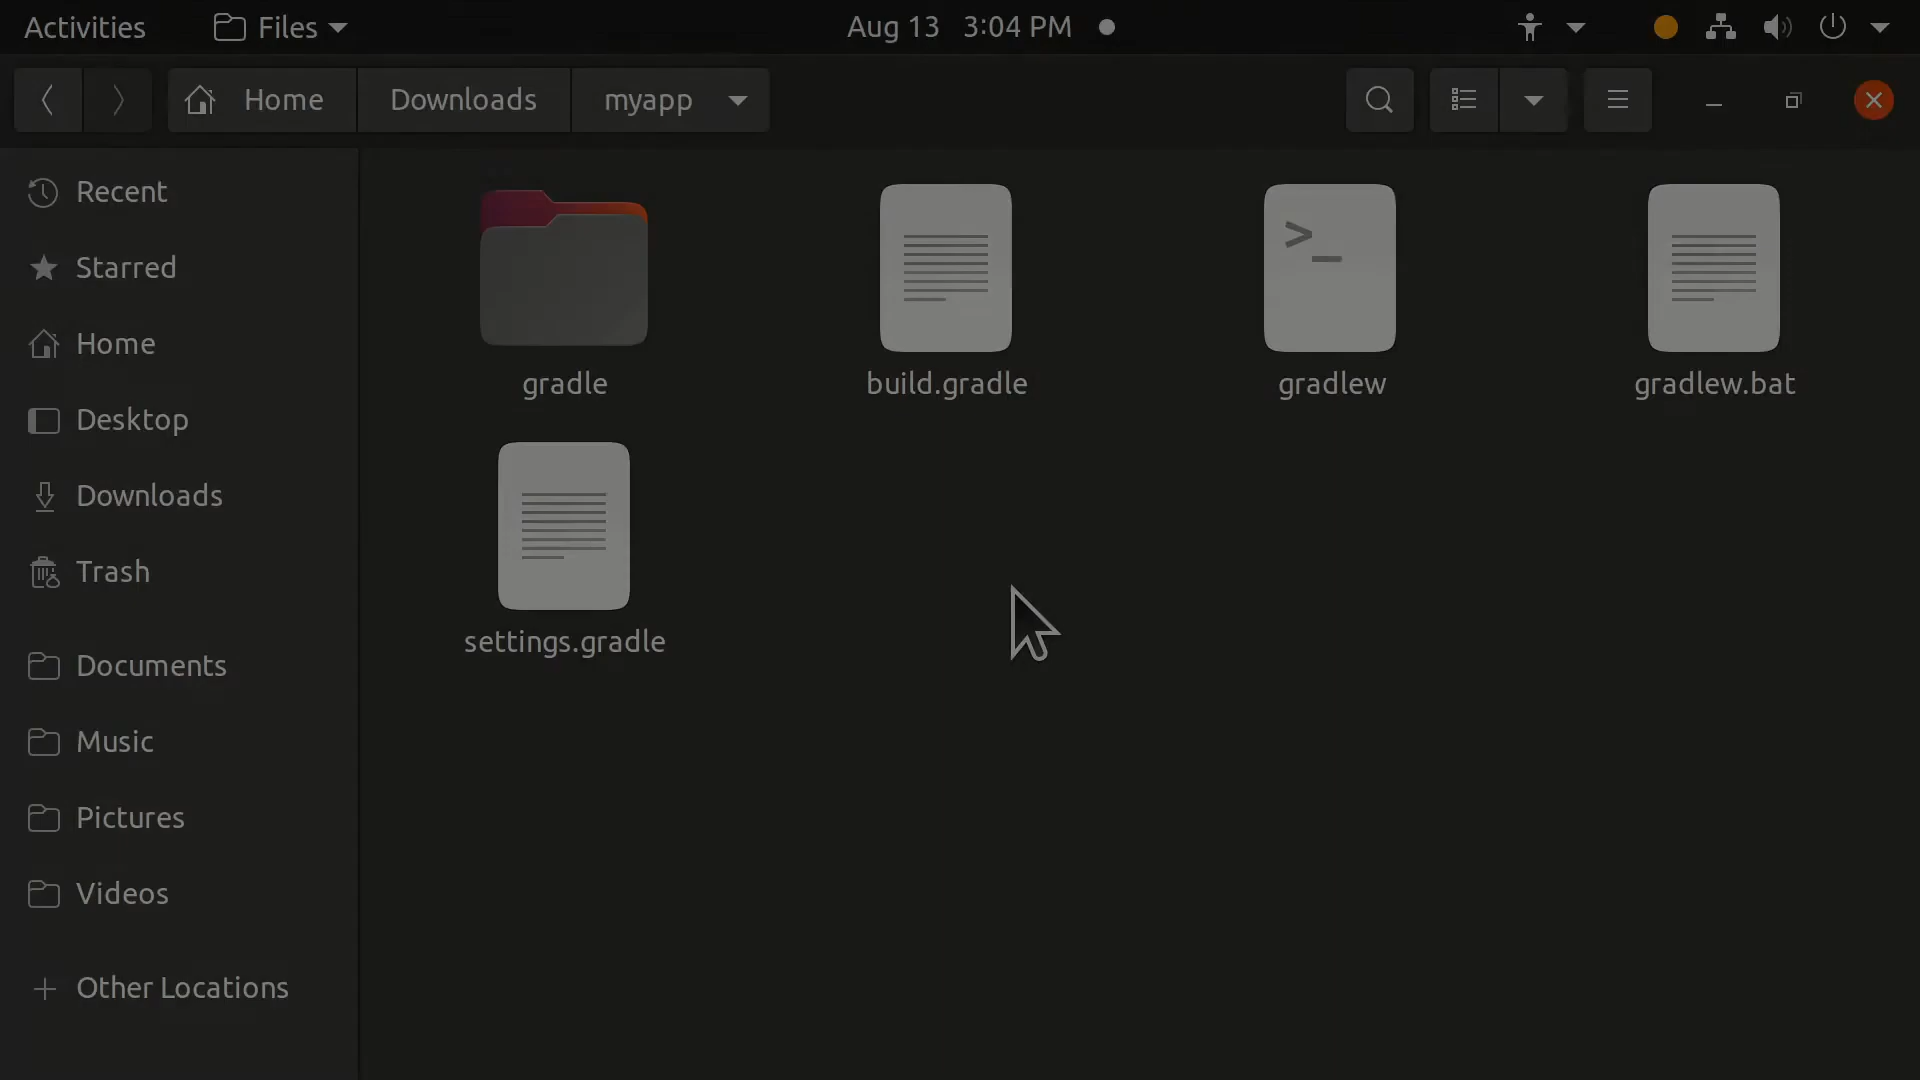 Activities Files Aug 13 3:04 PM
Home Downloads myapp
Recent
Starred
Home
Desktop
Downloads
Trash
Documents
Music
Pictures
Videos
Other Locations
gradle build.gradle gradlew gradlew.bat
settings.gradle